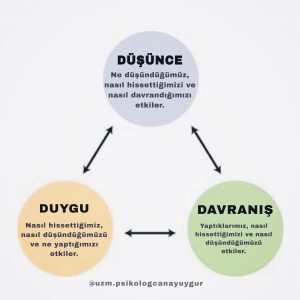 DÜŞÜNCE
Ne düşündüğümüz,
nasıl hissettiğimizi ve
nasıl davrandığımızı
etkiler.
DUYGU
Nasıl hissettiğimiz,
nasıl düşündüğümüzü
ve ne yaptığımızı
etkiler.
DAVRANIŞ
Yaptıklarımız, nasıl
hissettiğimizi ve nasıl
düşündüğümüzü
etkiler.
@uzm.psikologcanayuygur